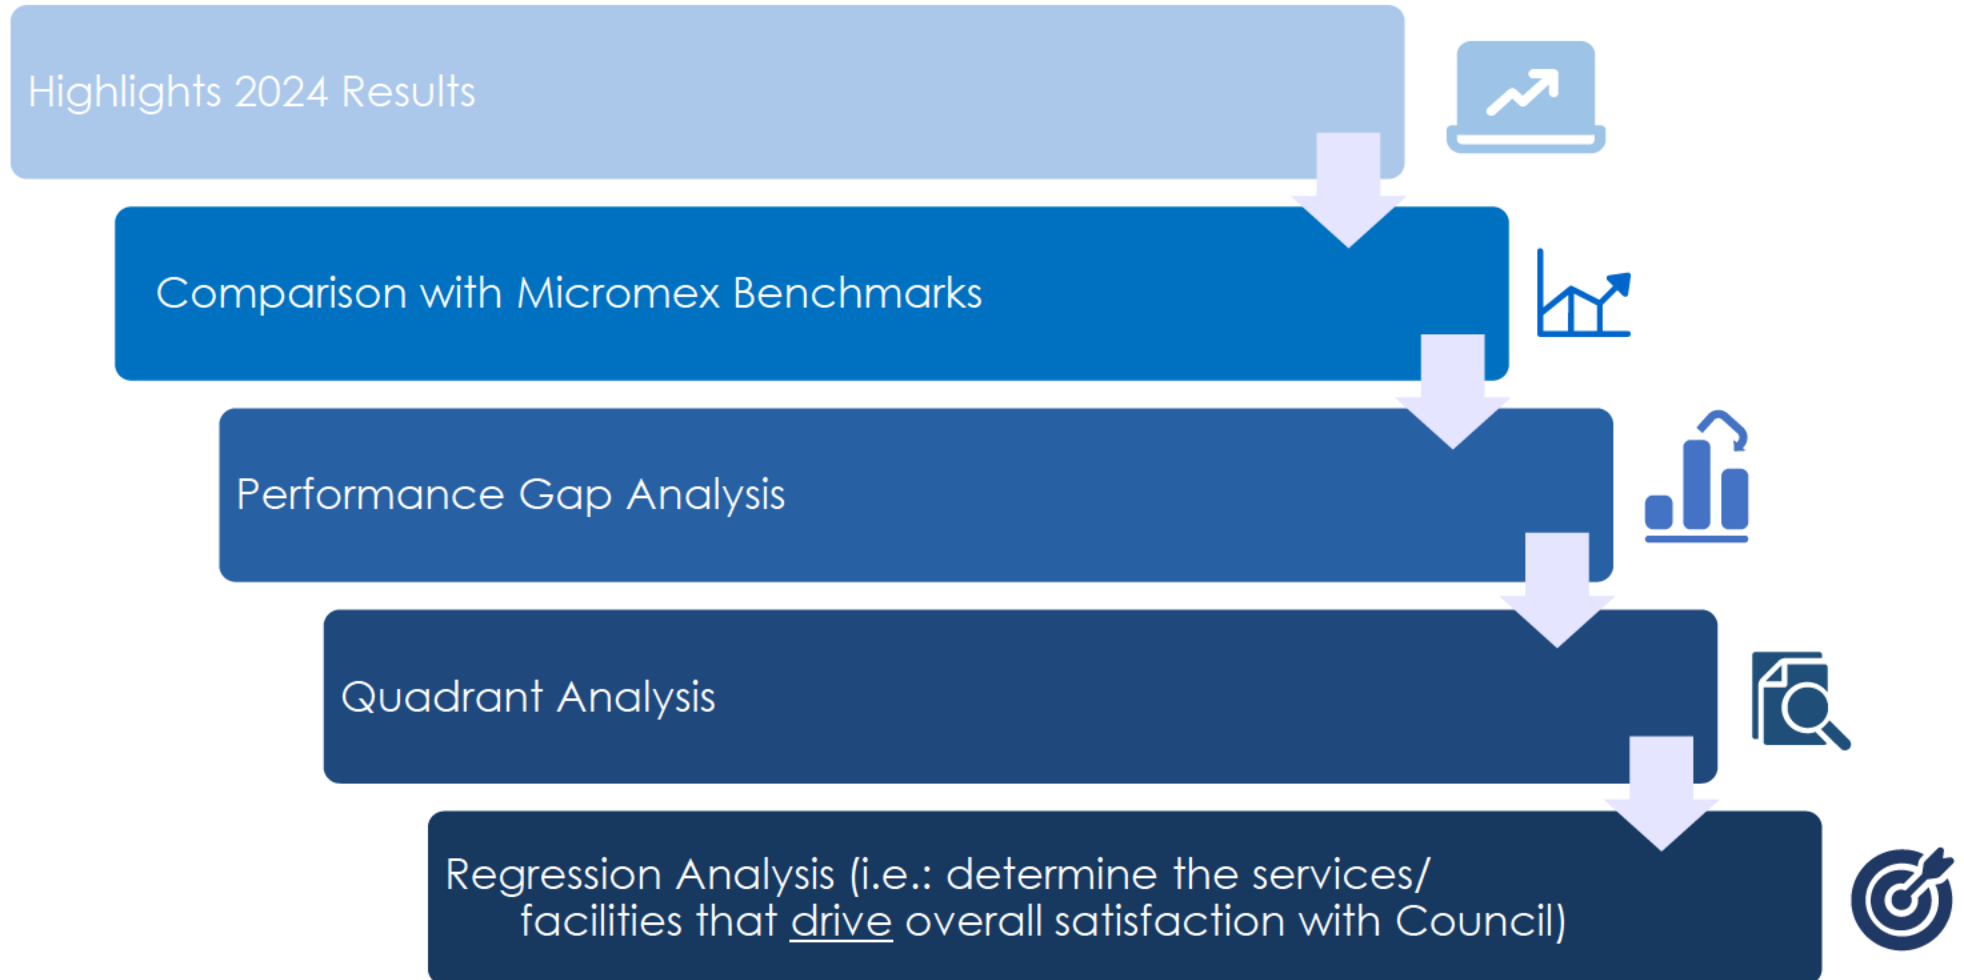 Highlights 2024 Results
Comparison with Micromex Benchmarks
Performance Gap Analysis
Quadrant Analysis
Regression Analysis (i.e.: determine the services/
facilities that drive overall satisfaction with Council)